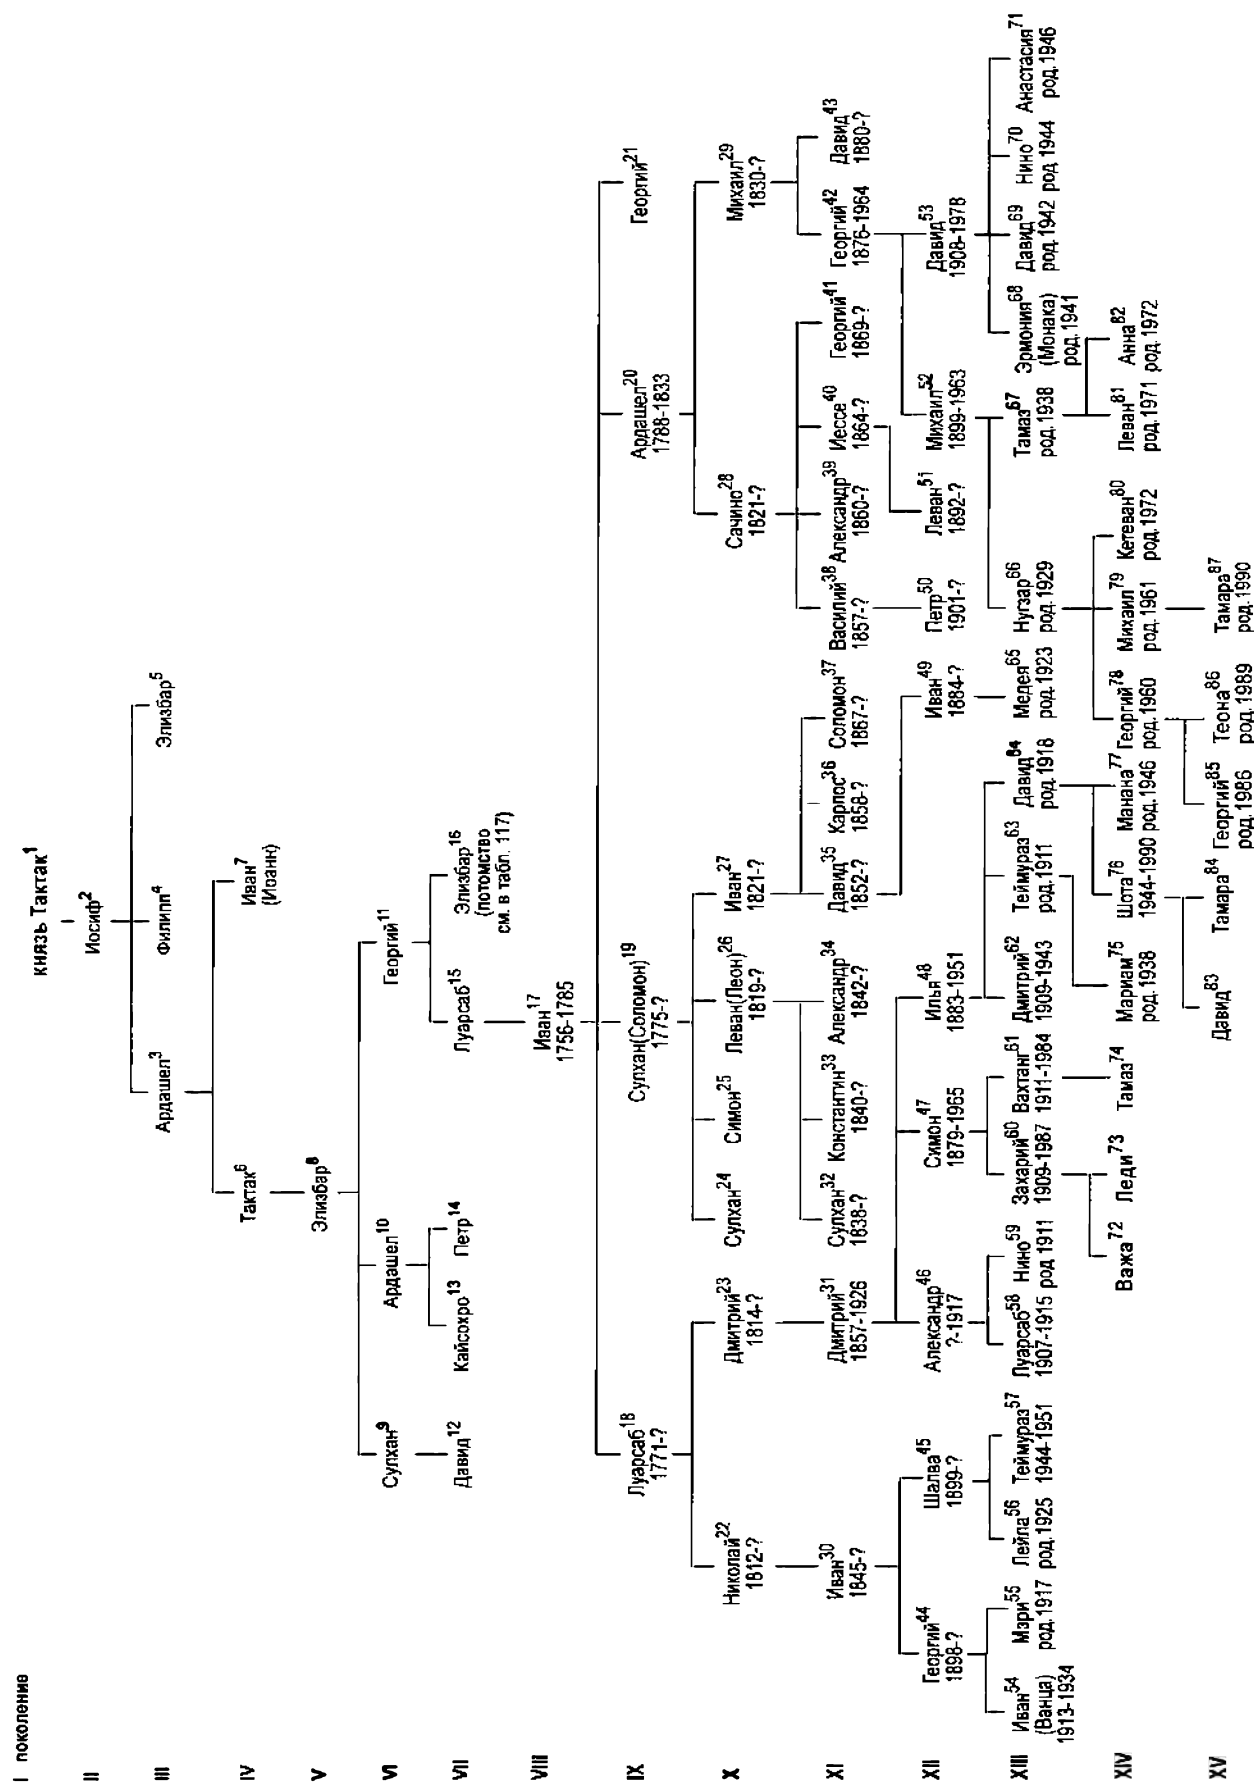 I поколение
князь Тактак1
II
Иосиф2
III
Ардашел3
Филипп4
Элизбар5
IV
Тактак6
Иван7
(Иоанн)
V
Элизбар8
VI
Сулхан9
Ардашел10
Георгий11
VII
Давид12
Кайсохро13
Петр14
Луарсаб15
Элизбар16
(потомство
см. в табл. 117)
VIII
Иван17
1756-1785
IX
Луарсаб18
1771-?
Сулхан(Соломон)19
1775-?
Ардашел20
1788-1833
Георгий21
X
Николай22
1812-?
Дмитрий23
1814-?
Сулхан24
Симон25
Леван(Леон)26
1819-?
Иван27
1821-?
Сачино28
1821-?
Михаил29
1830-?
XI
Иван30
1845-?
Дмитрий31
1857-1926
Сулхан32
1838-?
Константин33
1840-?
Александр34
1842-?
Давид35
1852-?
Карпос36
1858-?
Соломон37
1867-?
Василий38
1857-?
Александр39
1860-?
Иессе40
1864-?
Георгий41
1869-?
Георгий42
1876-1964
Давид43
1880-?
XII
Георгий44
1898-?
Шалва45
1899-?
Александр46
?-1917
Симон47
1879-1965
Илья48
1883-1951
Иван49
1884-?
Петр50
1901-?
Леван51
1892-?
Михаил52
1899-1963
Давид53
1908-1978
XIII
Иван54
(Ванца)
1913-1934
Мэри55
род.1917
Лейла56
род.1925
Теймураз57
1944-1951
Луарсаб58
1907-1915
Нино59
род 1911
Захарий60
1909-1987
Вахтанг61
1911-1984
Дмитрий62
1909-1943
Теймураз63
род.1911
Давид64
род.1918
Медея65
род.1923
Нугзар66
род.1929
Тамаз67
род.1938
Эрмония68
(Монака)
род.1941
Давид69
род.1942
Нино70
род 1944
Анастасия71
род.1946
XIV
Важа72
Леди73
Тамаз74
Мариам75
род.1938
Шота76
1944-1990
Манана77
род.1946
Георгий78
род.1960
Михаил79
род.1961
Кетеван80
род.1972
Леван81
род.1971
Анна82
род.1972
XV
Давид83
Тамара84
Георгий85
род.1986
Теона86
род.1989
Тамара87
род.1990